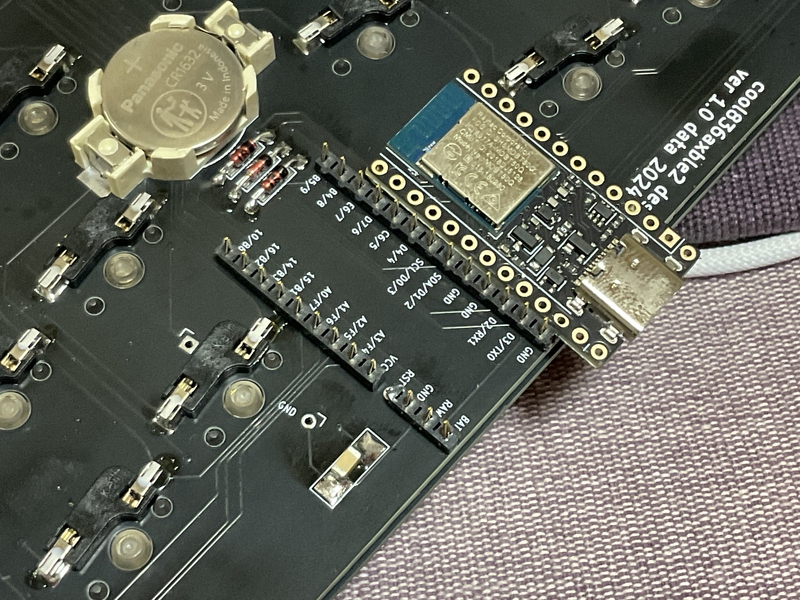 Panasonic
CR1632
3V
Made in Indonesia
+
cool836axble2 des
ver 1.0 data 2024
B5/9
B4/8
E6/7
D7/6
C6/5
D4/4
SCL/D0/3
SDA/D1/2
GND
GND
D2/RX1
D3/TX0
GND
10/B6
16/B2
14/B3
15/B1
A0/F7
A1/F6
A2/F5
A3/F4
VCC
RST
GND
RAW
BAT
GND